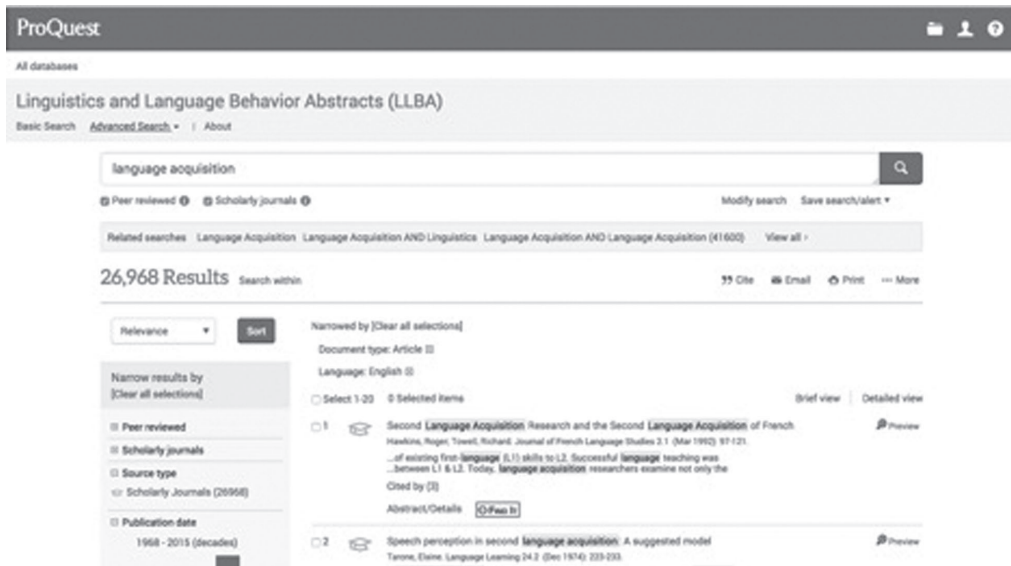 ProQuest
All databases
Linguistics and Language Behavior Abstracts (LLBA)
Basic Search Advanced Search | About
language acquisition
Peer reviewed Scholarly journals
Modify search Save search/alert
Related searches Language Acquisition Language Acquisition AND Linguistics Language Acquisition AND Language Acquisition (41600) View all ›
26,968 Results Search within
Cite Email Print ··· More
Relevance Sort
Narrow results by
[Clear all selections]
Peer reviewed
Scholarly journals
Source type
Scholarly Journals (26968)
Publication date
1968 - 2015 (decades)
Narrowed by [Clear all selections]
Document type: Article
Language: English
Select 1-20 0 Selected items Brief view Detailed view
1 Second Language Acquisition Research and the Second Language Acquisition of French Preview
Hawkins, Roger; Towell, Richard. Journal of French Language Studies 2.1 (Mar 1992): 97-121.
...of existing first-language (L1) skills to L2. Successful language teaching was
...between L1 & L2. Today, language acquisition researchers examine not only the
Cited by (3)
Abstract/Details
2 Speech perception in second language acquisition: A suggested model Preview
Tarone, Elaine. Language Learning 24.2 (Dec 1974): 223-233.